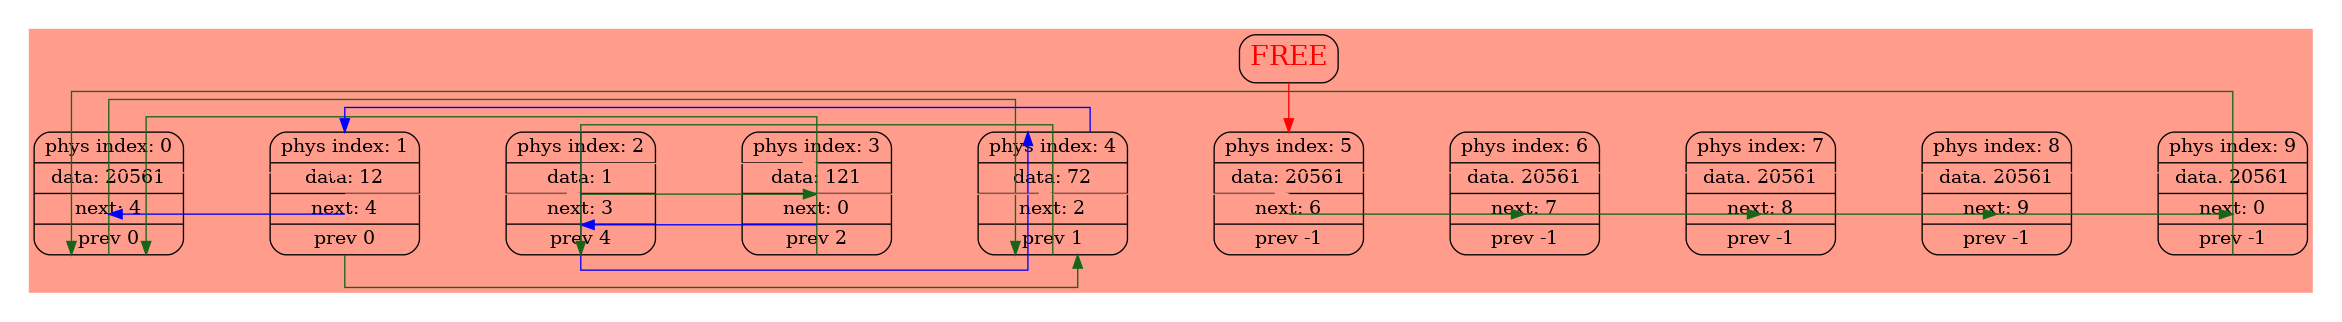 FREE
phys index: 0
data: 20561
next: 4
prev 0
phys index: 1
data: 12
next: 4
prev 0
phys index: 2
data: 1
next: 3
prev 4
phys index: 3
data: 121
next: 0
prev 2
phys index: 4
data: 72
next: 2
prev 1
phys index: 5
data: 20561
next: 6
prev -1
phys index: 6
data. 20561
next: 7
prev -1
phys index: 7
data. 20561
next: 8
prev -1
phys index: 8
data. 20561
next: 9
prev -1
phys index: 9
data. 20561
next: 0
prev -1